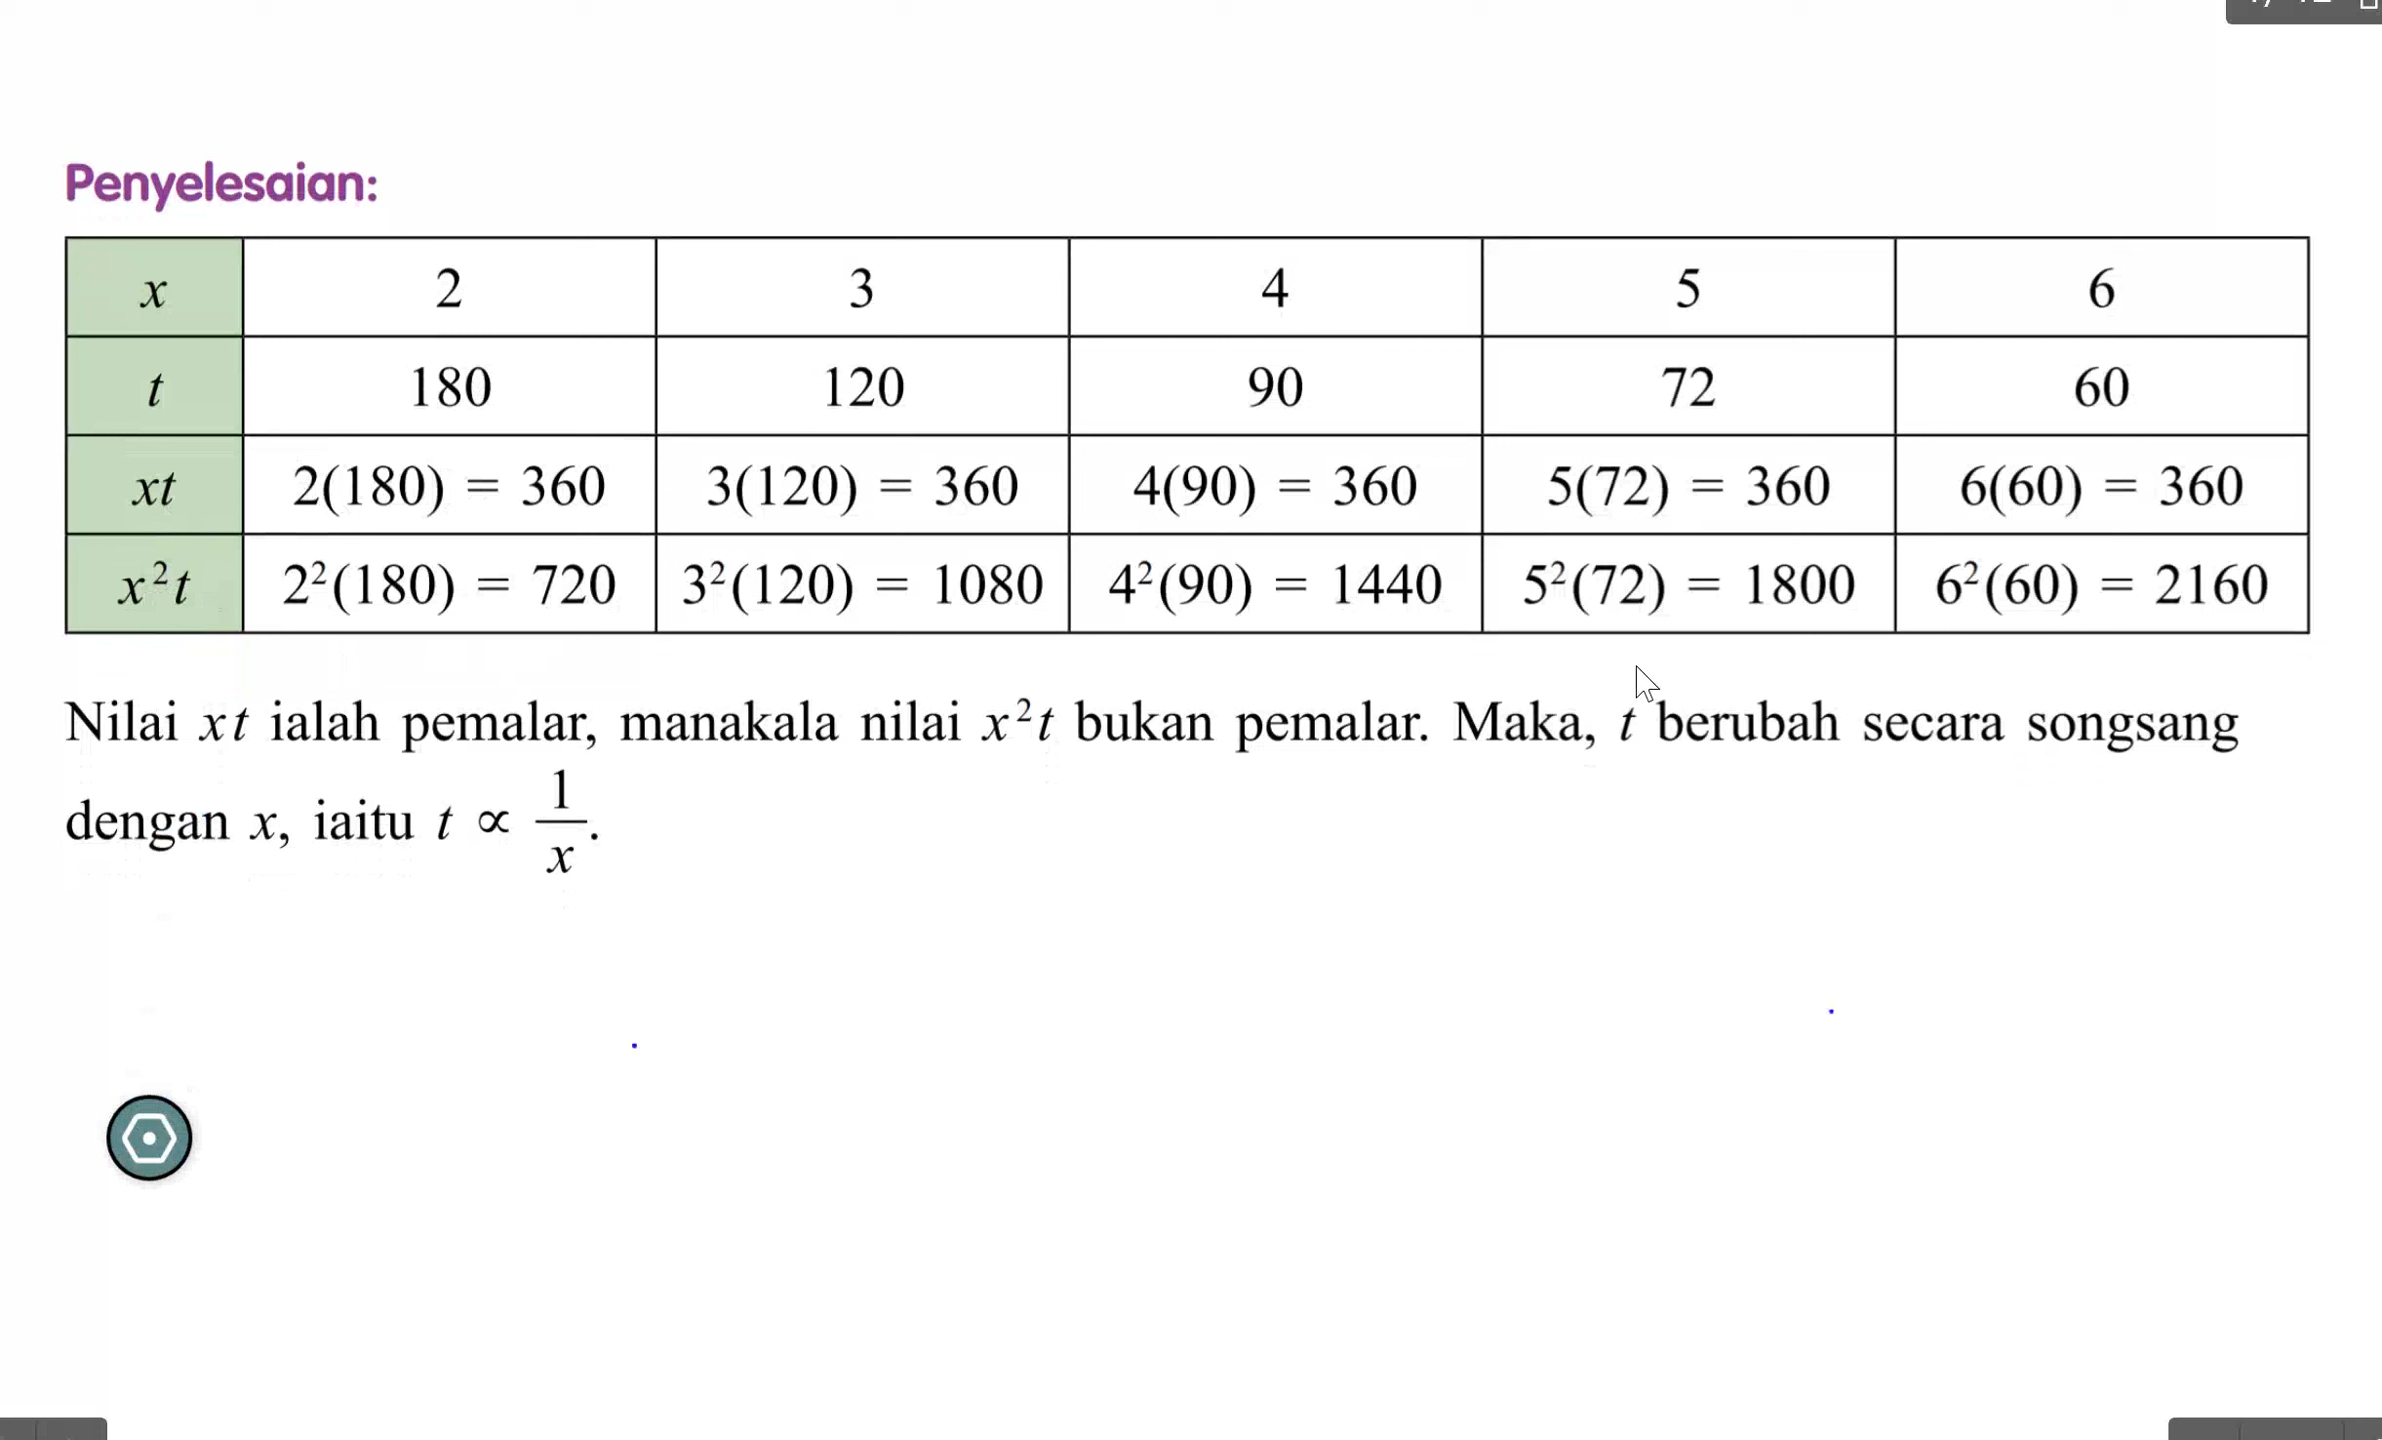 Penyelesaian:
x 2 3 4 5 6
t 180 120 90 72 60
xt 2(180) = 360 3(120) = 360 4(90) = 360 5(72) = 360 6(60) = 360
x²t 2²(180) = 720 3²(120) = 1080 4²(90) = 1440 5²(72) = 1800 6²(60) = 2160
Nilai xt ialah pemalar, manakala nilai x²t bukan pemalar. Maka, t berubah secara songsang
dengan x, iaitu t ∝ 1/x.